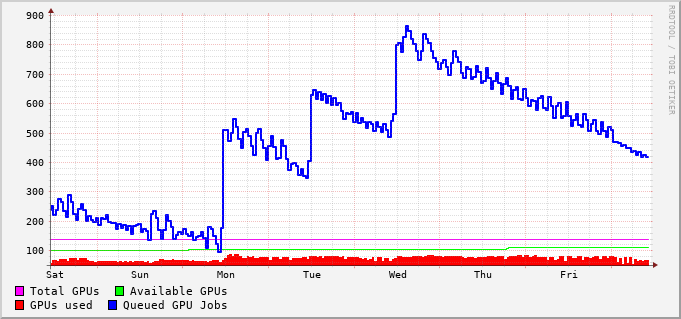 900
800
700
600
500
400
300
200
100
Sat Sun Mon Tue Wed Thu Fri
RRDTOOL / TOBI OETIKER
Total GPUs Available GPUs
GPUs used Queued GPU Jobs